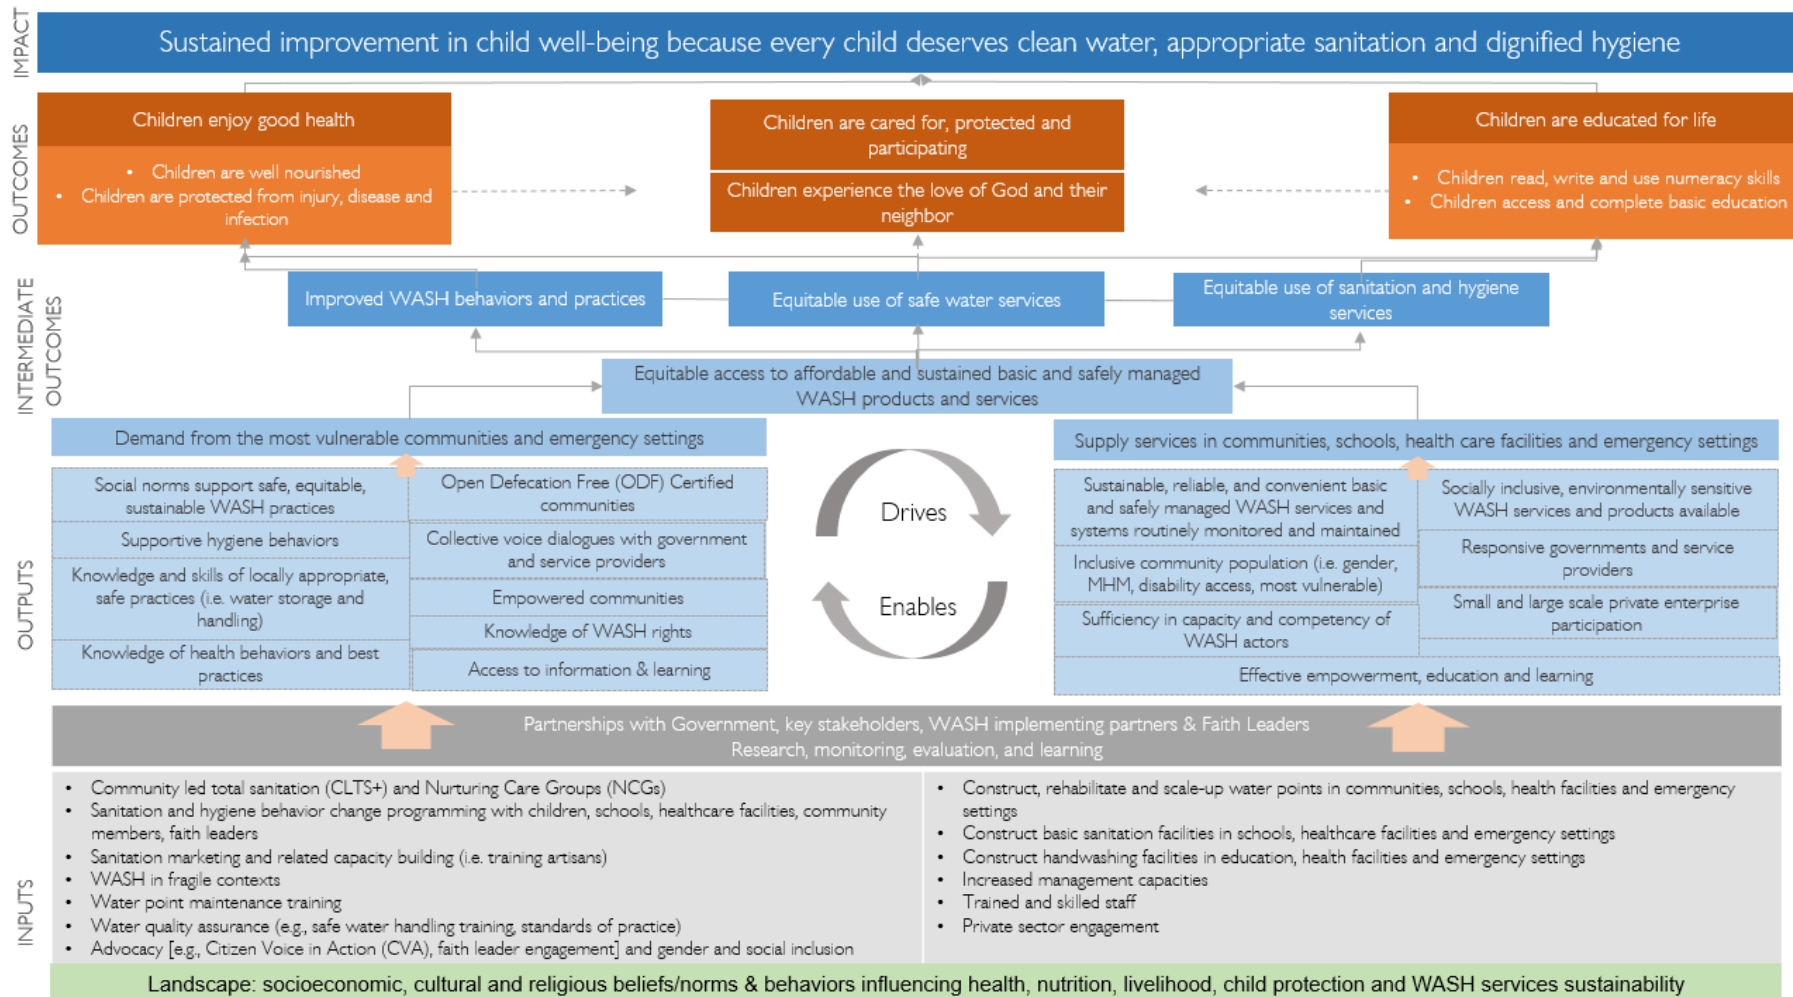 IMPACT
Sustained improvement in child well-being because every child deserves clean water, appropriate sanitation and dignified hygiene
OUTCOMES
Children enjoy good health
• Children are well nourished
• Children are protected from injury, disease and
infection
Children are cared for, protected and
participating
Children experience the love of God and their
neighbor
Children are educated for life
• Children read, write and use numeracy skills
• Children access and complete basic education
INTERMEDIATE
OUTCOMES
Improved WASH behaviors and practices
Equitable use of safe water services
Equitable use of sanitation and hygiene
services
Equitable access to affordable and sustained basic and safely managed
WASH products and services
Demand from the most vulnerable communities and emergency settings
Supply services in communities, schools, health care facilities and emergency settings
OUTPUTS
Social norms support safe, equitable,
sustainable WASH practices
Supportive hygiene behaviors
Knowledge and skills of locally appropriate,
safe practices (i.e. water storage and
handling)
Knowledge of health behaviors and best
practices
Open Defecation Free (ODF) Certified
communities
Collective voice dialogues with government
and service providers
Empowered communities
Knowledge of WASH rights
Access to information & learning
Drives
Enables
Sustainable, reliable, and convenient basic
and safely managed WASH services and
systems routinely monitored and maintained
Inclusive community population (i.e. gender,
MHM, disability access, most vulnerable)
Sufficiency in capacity and competency of
WASH actors
Socially inclusive, environmentally sensitive
WASH services and products available
Responsive governments and service
providers
Small and large scale private enterprise
participation
Effective empowerment, education and learning
Partnerships with Government, key stakeholders, WASH implementing partners & Faith Leaders
Research, monitoring, evaluation, and learning
INPUTS
• Community led total sanitation (CLTS+) and Nurturing Care Groups (NCGs)
• Sanitation and hygiene behavior change programming with children, schools, healthcare facilities, community
members, faith leaders
• Sanitation marketing and related capacity building (i.e. training artisans)
• WASH in fragile contexts
• Water point maintenance training
• Water quality assurance (e.g., safe water handling training, standards of practice)
• Advocacy [e.g., Citizen Voice in Action (CVA), faith leader engagement] and gender and social inclusion
• Construct, rehabilitate and scale-up water points in communities, schools, health facilities and emergency
settings
• Construct basic sanitation facilities in schools, healthcare facilities and emergency settings
• Construct handwashing facilities in education, health facilities and emergency settings
• Increased management capacities
• Trained and skilled staff
• Private sector engagement
Landscape: socioeconomic, cultural and religious beliefs/norms & behaviors influencing health, nutrition, livelihood, child protection and WASH services sustainability